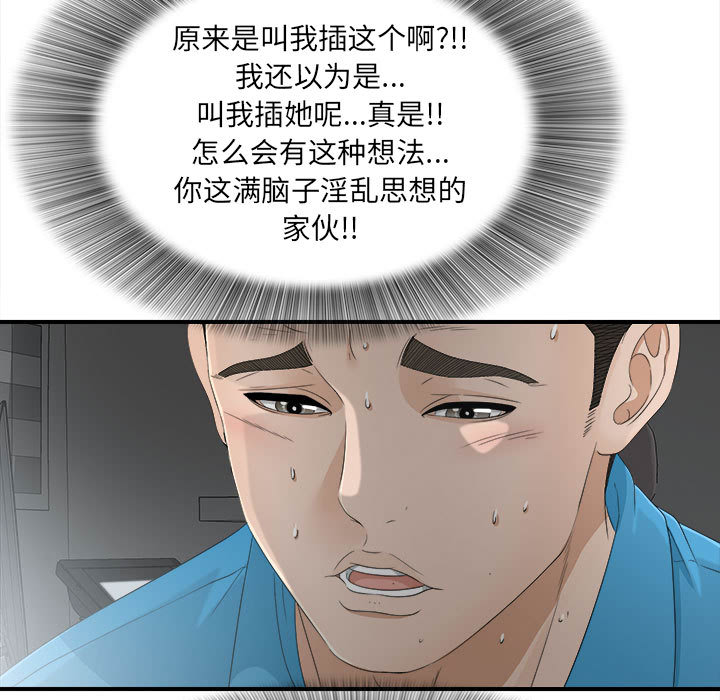 原来是叫我插这个啊?!!
我还以为是...
叫我插她呢...真是!!
怎么会有这种想法...
你这满脑子淫乱思想的
家伙!!